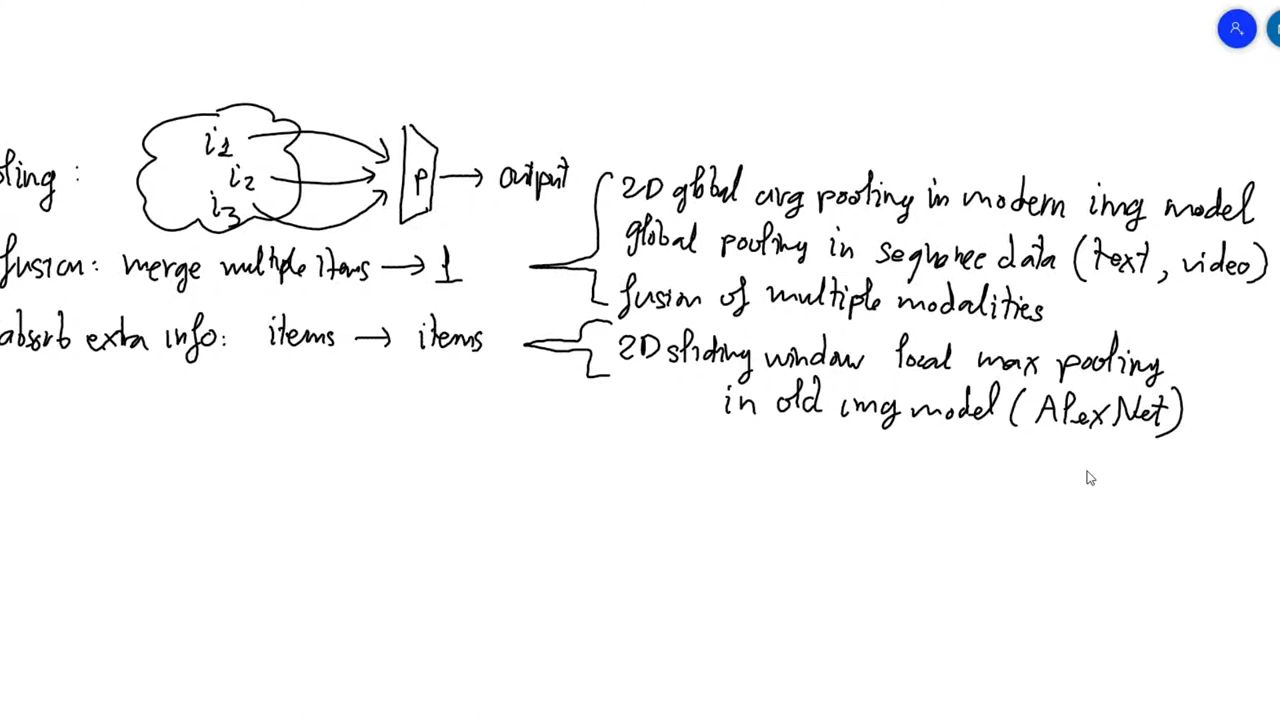 oling :
i1
i2
i3
P → output
2D global avg pooling in modern img model
global pooling in sequence data (text, video)
fusion: merge multiple items → 1
fusion of multiple modalities
absorb extra info: items → items
2D sliding window local max pooling
in old img model (AlexNet)